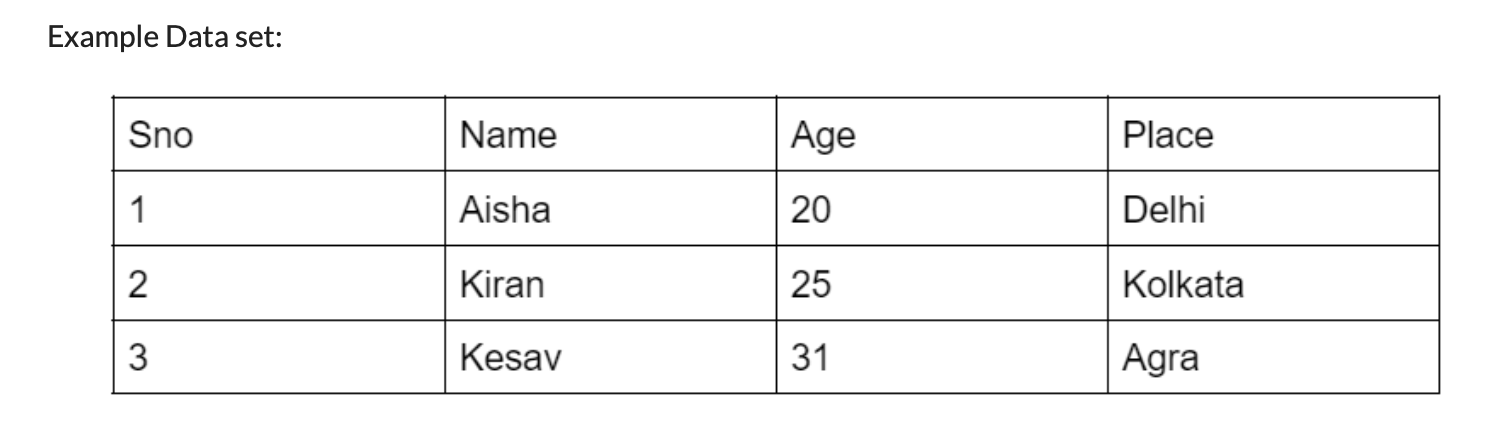 Example Data set:
Sno Name Age Place
1 Aisha 20 Delhi
2 Kiran 25 Kolkata
3 Kesav 31 Agra